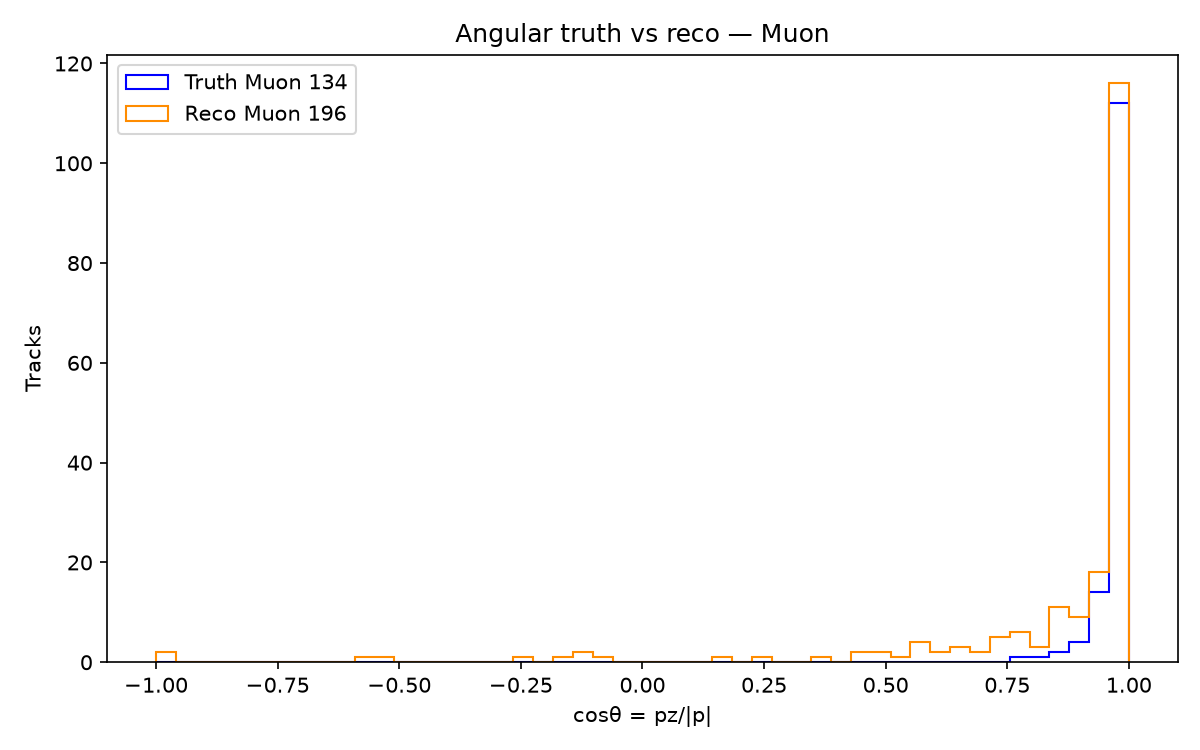 Angular truth vs reco — Muon
Truth Muon 134
Reco Muon 196
120
100
80
60
40
20
0
Tracks
−1.00 −0.75 −0.50 −0.25 0.00 0.25 0.50 0.75 1.00
cosθ = pz/|p|